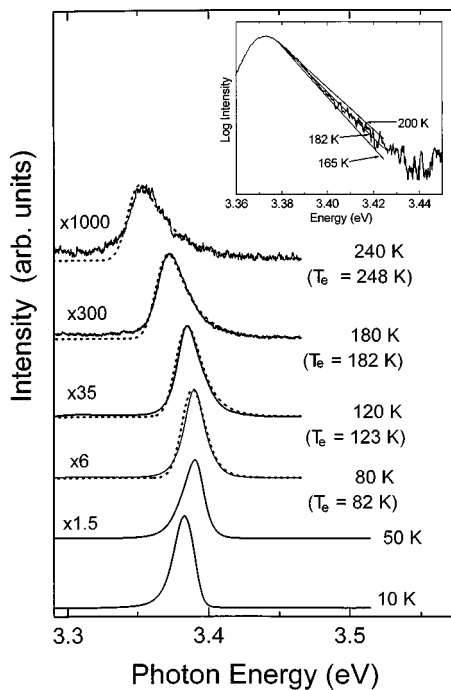 Log Intensity
200 K
182 K
165 K
3.36 3.38 3.40 3.42 3.44
Energy (eV)
Intensity (arb. units)
x1000
240 K
(Te = 248 K)
x300
180 K
(Te = 182 K)
x35
120 K
(Te = 123 K)
x6
80 K
(Te = 82 K)
x1.5
50 K
10 K
3.3 3.4 3.5
Photon Energy (eV)